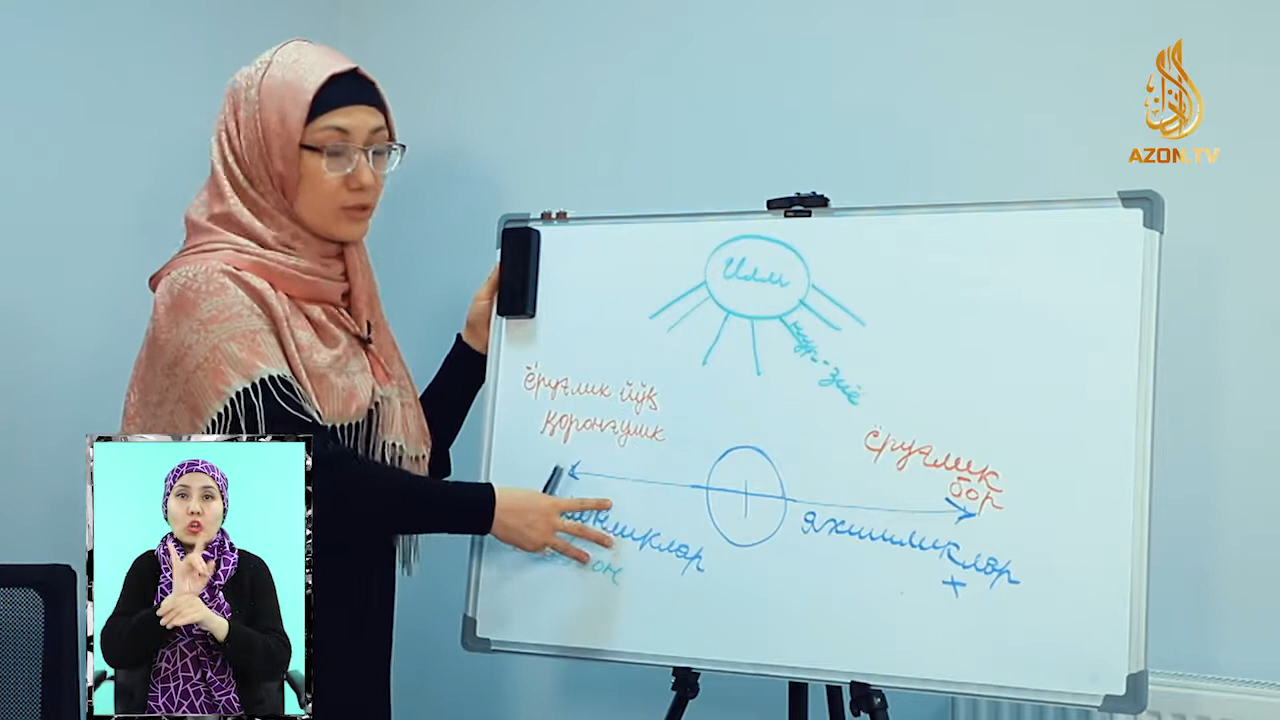 AZON.TV
Илм
нур-зиё
Ёруғлик йўқ
қоронғулик
Ёруғлик
бор
яхшиликлар
+